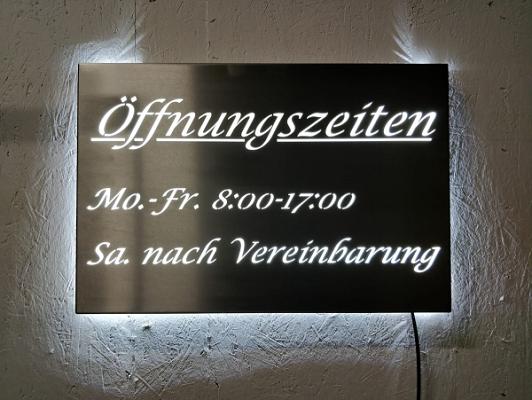 Öffnungszeiten
Mo.-Fr. 8:00-17:00
Sa. nach Vereinbarung